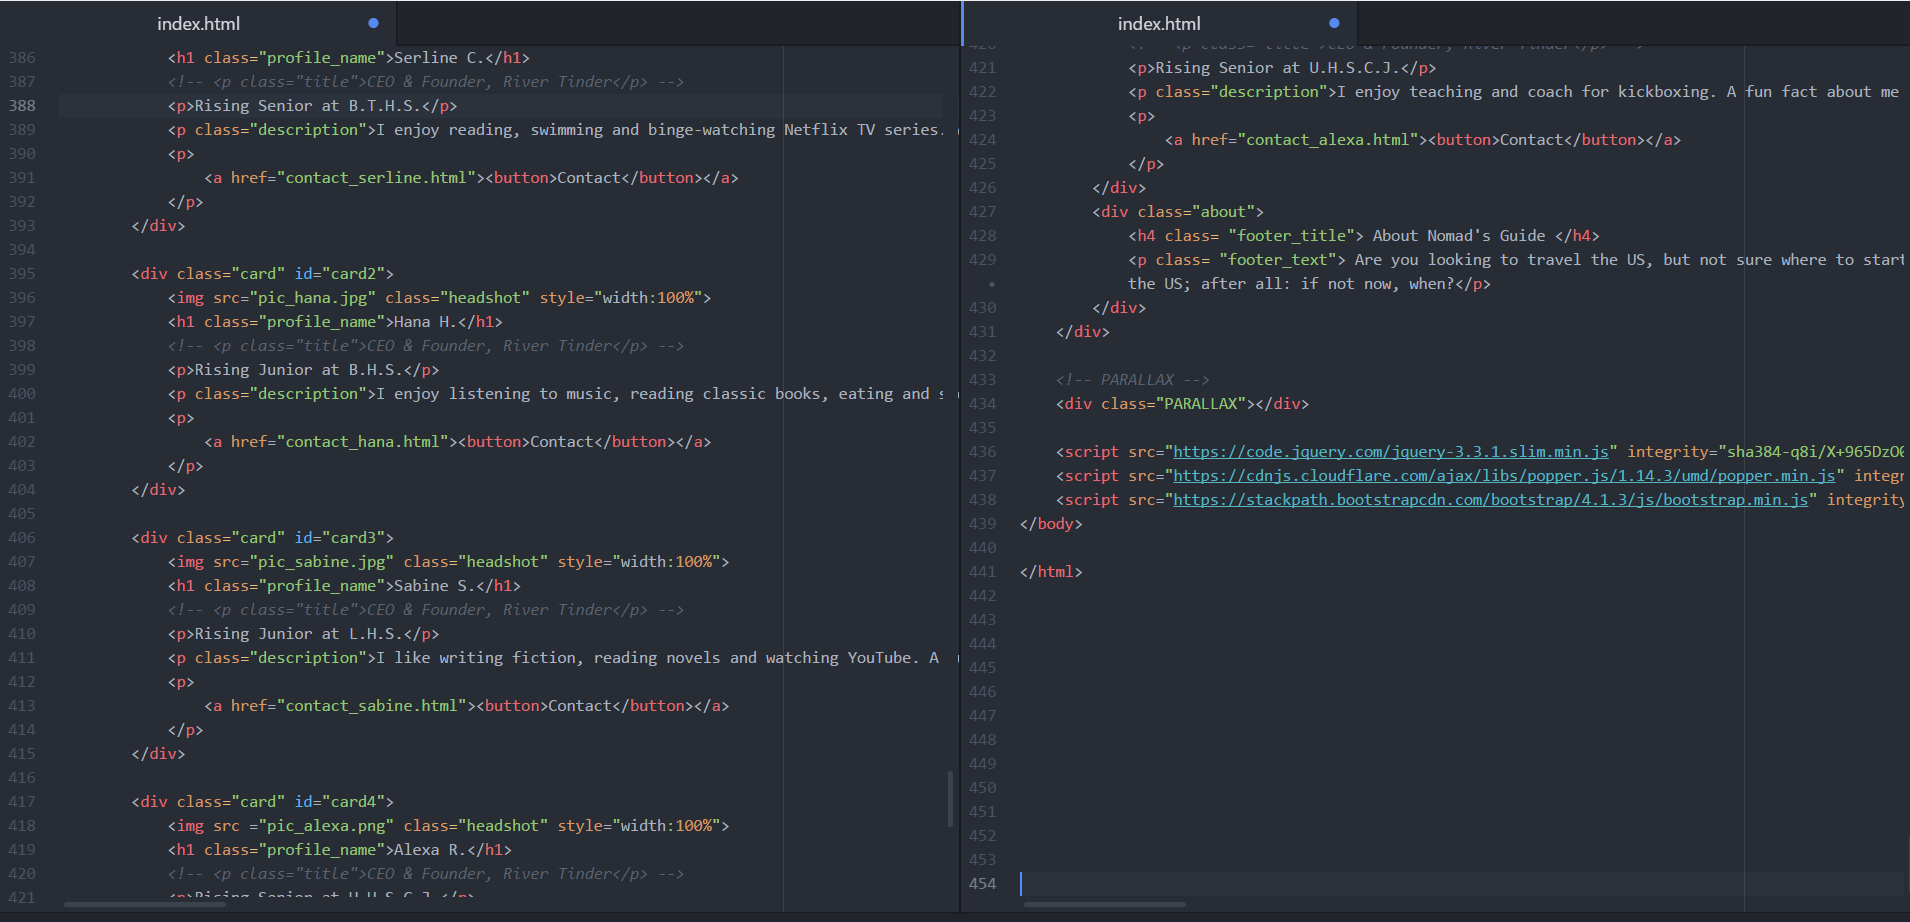 index.html
386 <h1 class="profile_name">Serline C.</h1>
387 <!-- <p class="title">CEO & Founder, River Tinder</p> -->
388 <p>Rising Senior at B.T.H.S.</p>
389 <p class="description">I enjoy reading, swimming and binge-watching Netflix TV series.
390 <p>
391 <a href="contact_serline.html"><button>Contact</button></a>
392 </p>
393 </div>
394
395 <div class="card" id="card2">
396 <img src="pic_hana.jpg" class="headshot" style="width:100%">
397 <h1 class="profile_name">Hana H.</h1>
398 <!-- <p class="title">CEO & Founder, River Tinder</p> -->
399 <p>Rising Junior at B.H.S.</p>
400 <p class="description">I enjoy listening to music, reading classic books, eating and
401 <p>
402 <a href="contact_hana.html"><button>Contact</button></a>
403 </p>
404 </div>
405
406 <div class="card" id="card3">
407 <img src="pic_sabine.jpg" class="headshot" style="width:100%">
408 <h1 class="profile_name">Sabine S.</h1>
409 <!-- <p class="title">CEO & Founder, River Tinder</p> -->
410 <p>Rising Junior at L.H.S.</p>
411 <p class="description">I like writing fiction, reading novels and watching YouTube. A
412 <p>
413 <a href="contact_sabine.html"><button>Contact</button></a>
414 </p>
415 </div>
416
417 <div class="card" id="card4">
418 <img src ="pic_alexa.png" class="headshot" style="width:100%">
419 <h1 class="profile_name">Alexa R.</h1>
420 <!-- <p class="title">CEO & Founder, River Tinder</p> -->
421 <p>Rising Senior at U.H.S.C.J.</p>
index.html
420 <!-- <p class="title">CEO & Founder, River Tinder</p> -->
421 <p>Rising Senior at U.H.S.C.J.</p>
422 <p class="description">I enjoy teaching and coach for kickboxing. A fun fact about me
423 <p>
424 <a href="contact_alexa.html"><button>Contact</button></a>
425 </p>
426 </div>
427 <div class="about">
428 <h4 class= "footer_title"> About Nomad's Guide </h4>
429 <p class= "footer_text"> Are you looking to travel the US, but not sure where to start
• the US; after all: if not now, when?</p>
430 </div>
431 </div>
432
433 <!-- PARALLAX -->
434 <div class="PARALLAX"></div>
435
436 <script src="https://code.jquery.com/jquery-3.3.1.slim.min.js" integrity="sha384-q8i/X+965DzO0
437 <script src="https://cdnjs.cloudflare.com/ajax/libs/popper.js/1.14.3/umd/popper.min.js" integr
438 <script src="https://stackpath.bootstrapcdn.com/bootstrap/4.1.3/js/bootstrap.min.js" integrity
439 </body>
440
441 </html>
442
443
444
445
446
447
448
449
450
451
452
453
454